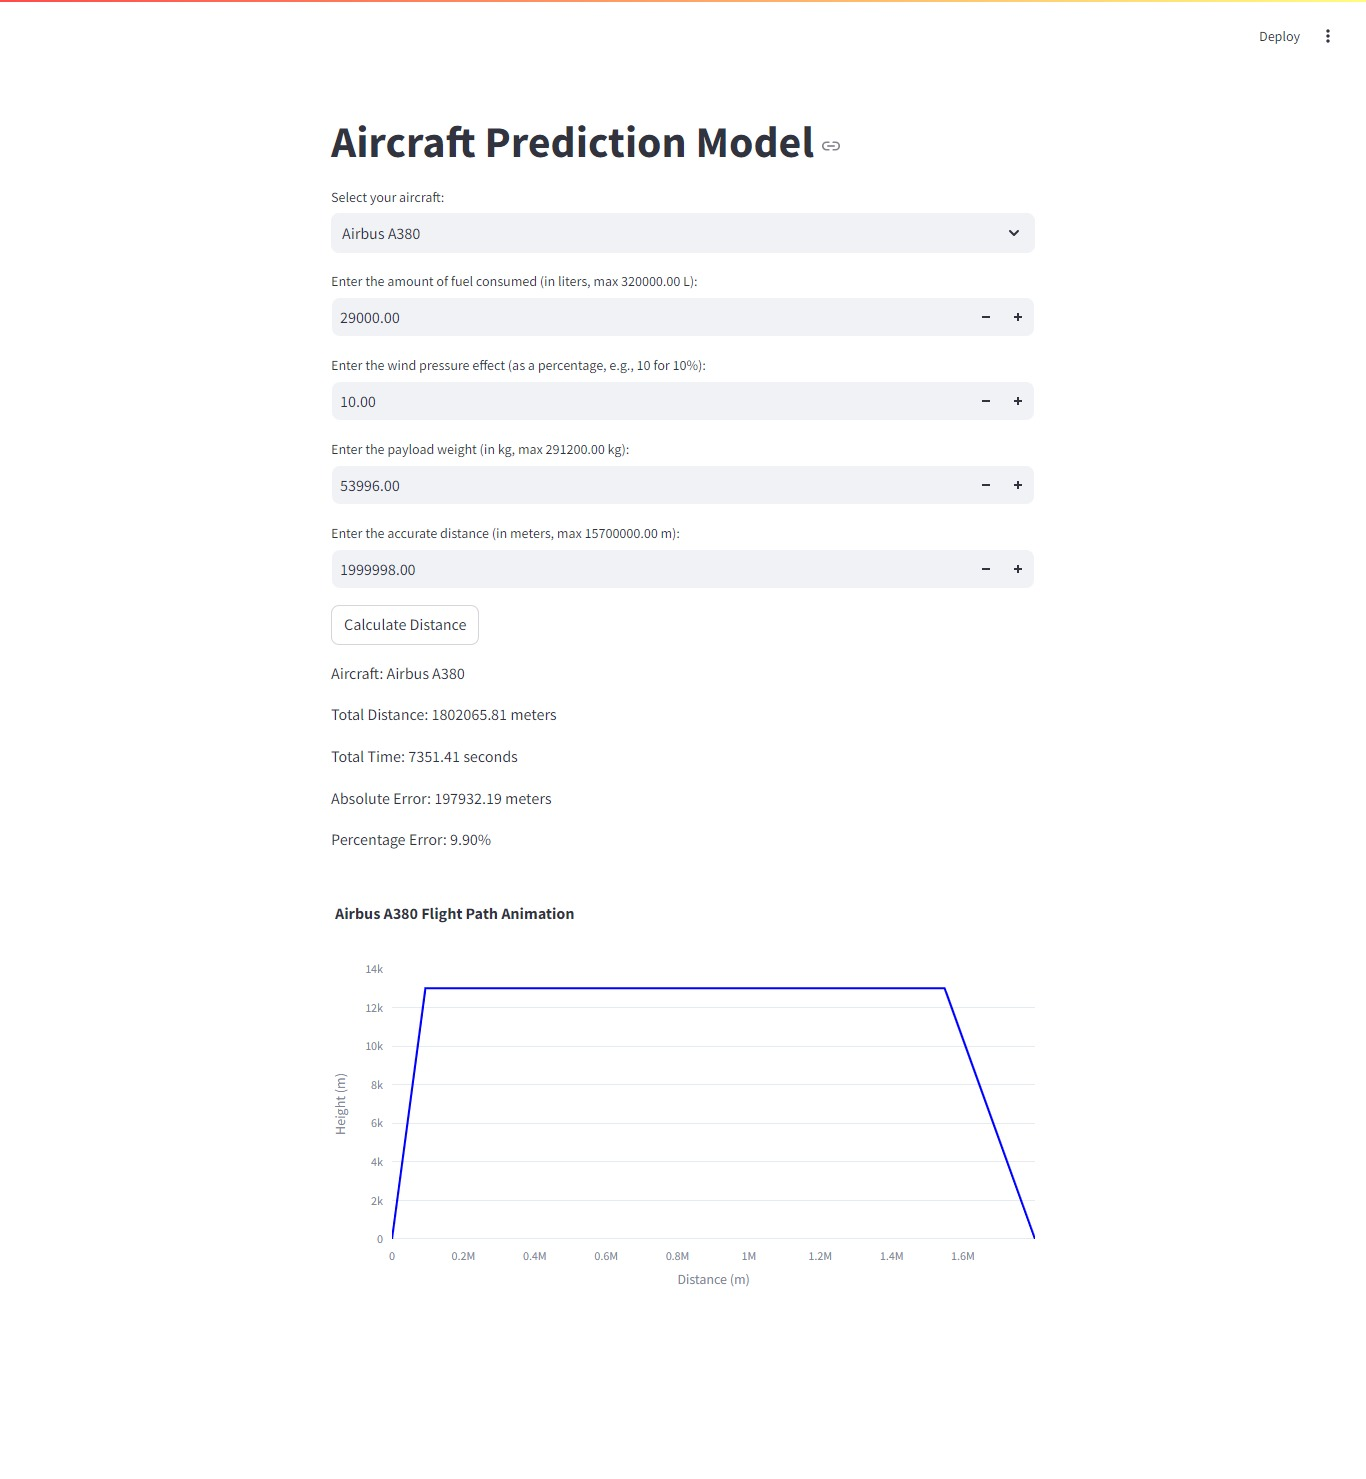 Deploy
Aircraft Prediction Model
Select your aircraft:
Airbus A380
Enter the amount of fuel consumed (in liters, max 320000.00 L):
29000.00
Enter the wind pressure effect (as a percentage, e.g., 10 for 10%):
10.00
Enter the payload weight (in kg, max 291200.00 kg):
53996.00
Enter the accurate distance (in meters, max 15700000.00 m):
1999998.00
Calculate Distance
Aircraft: Airbus A380
Total Distance: 1802065.81 meters
Total Time: 7351.41 seconds
Absolute Error: 197932.19 meters
Percentage Error: 9.90%
Airbus A380 Flight Path Animation
14k
12k
10k
8k
6k
4k
2k
0
Height (m)
0 0.2M 0.4M 0.6M 0.8M 1M 1.2M 1.4M 1.6M
Distance (m)